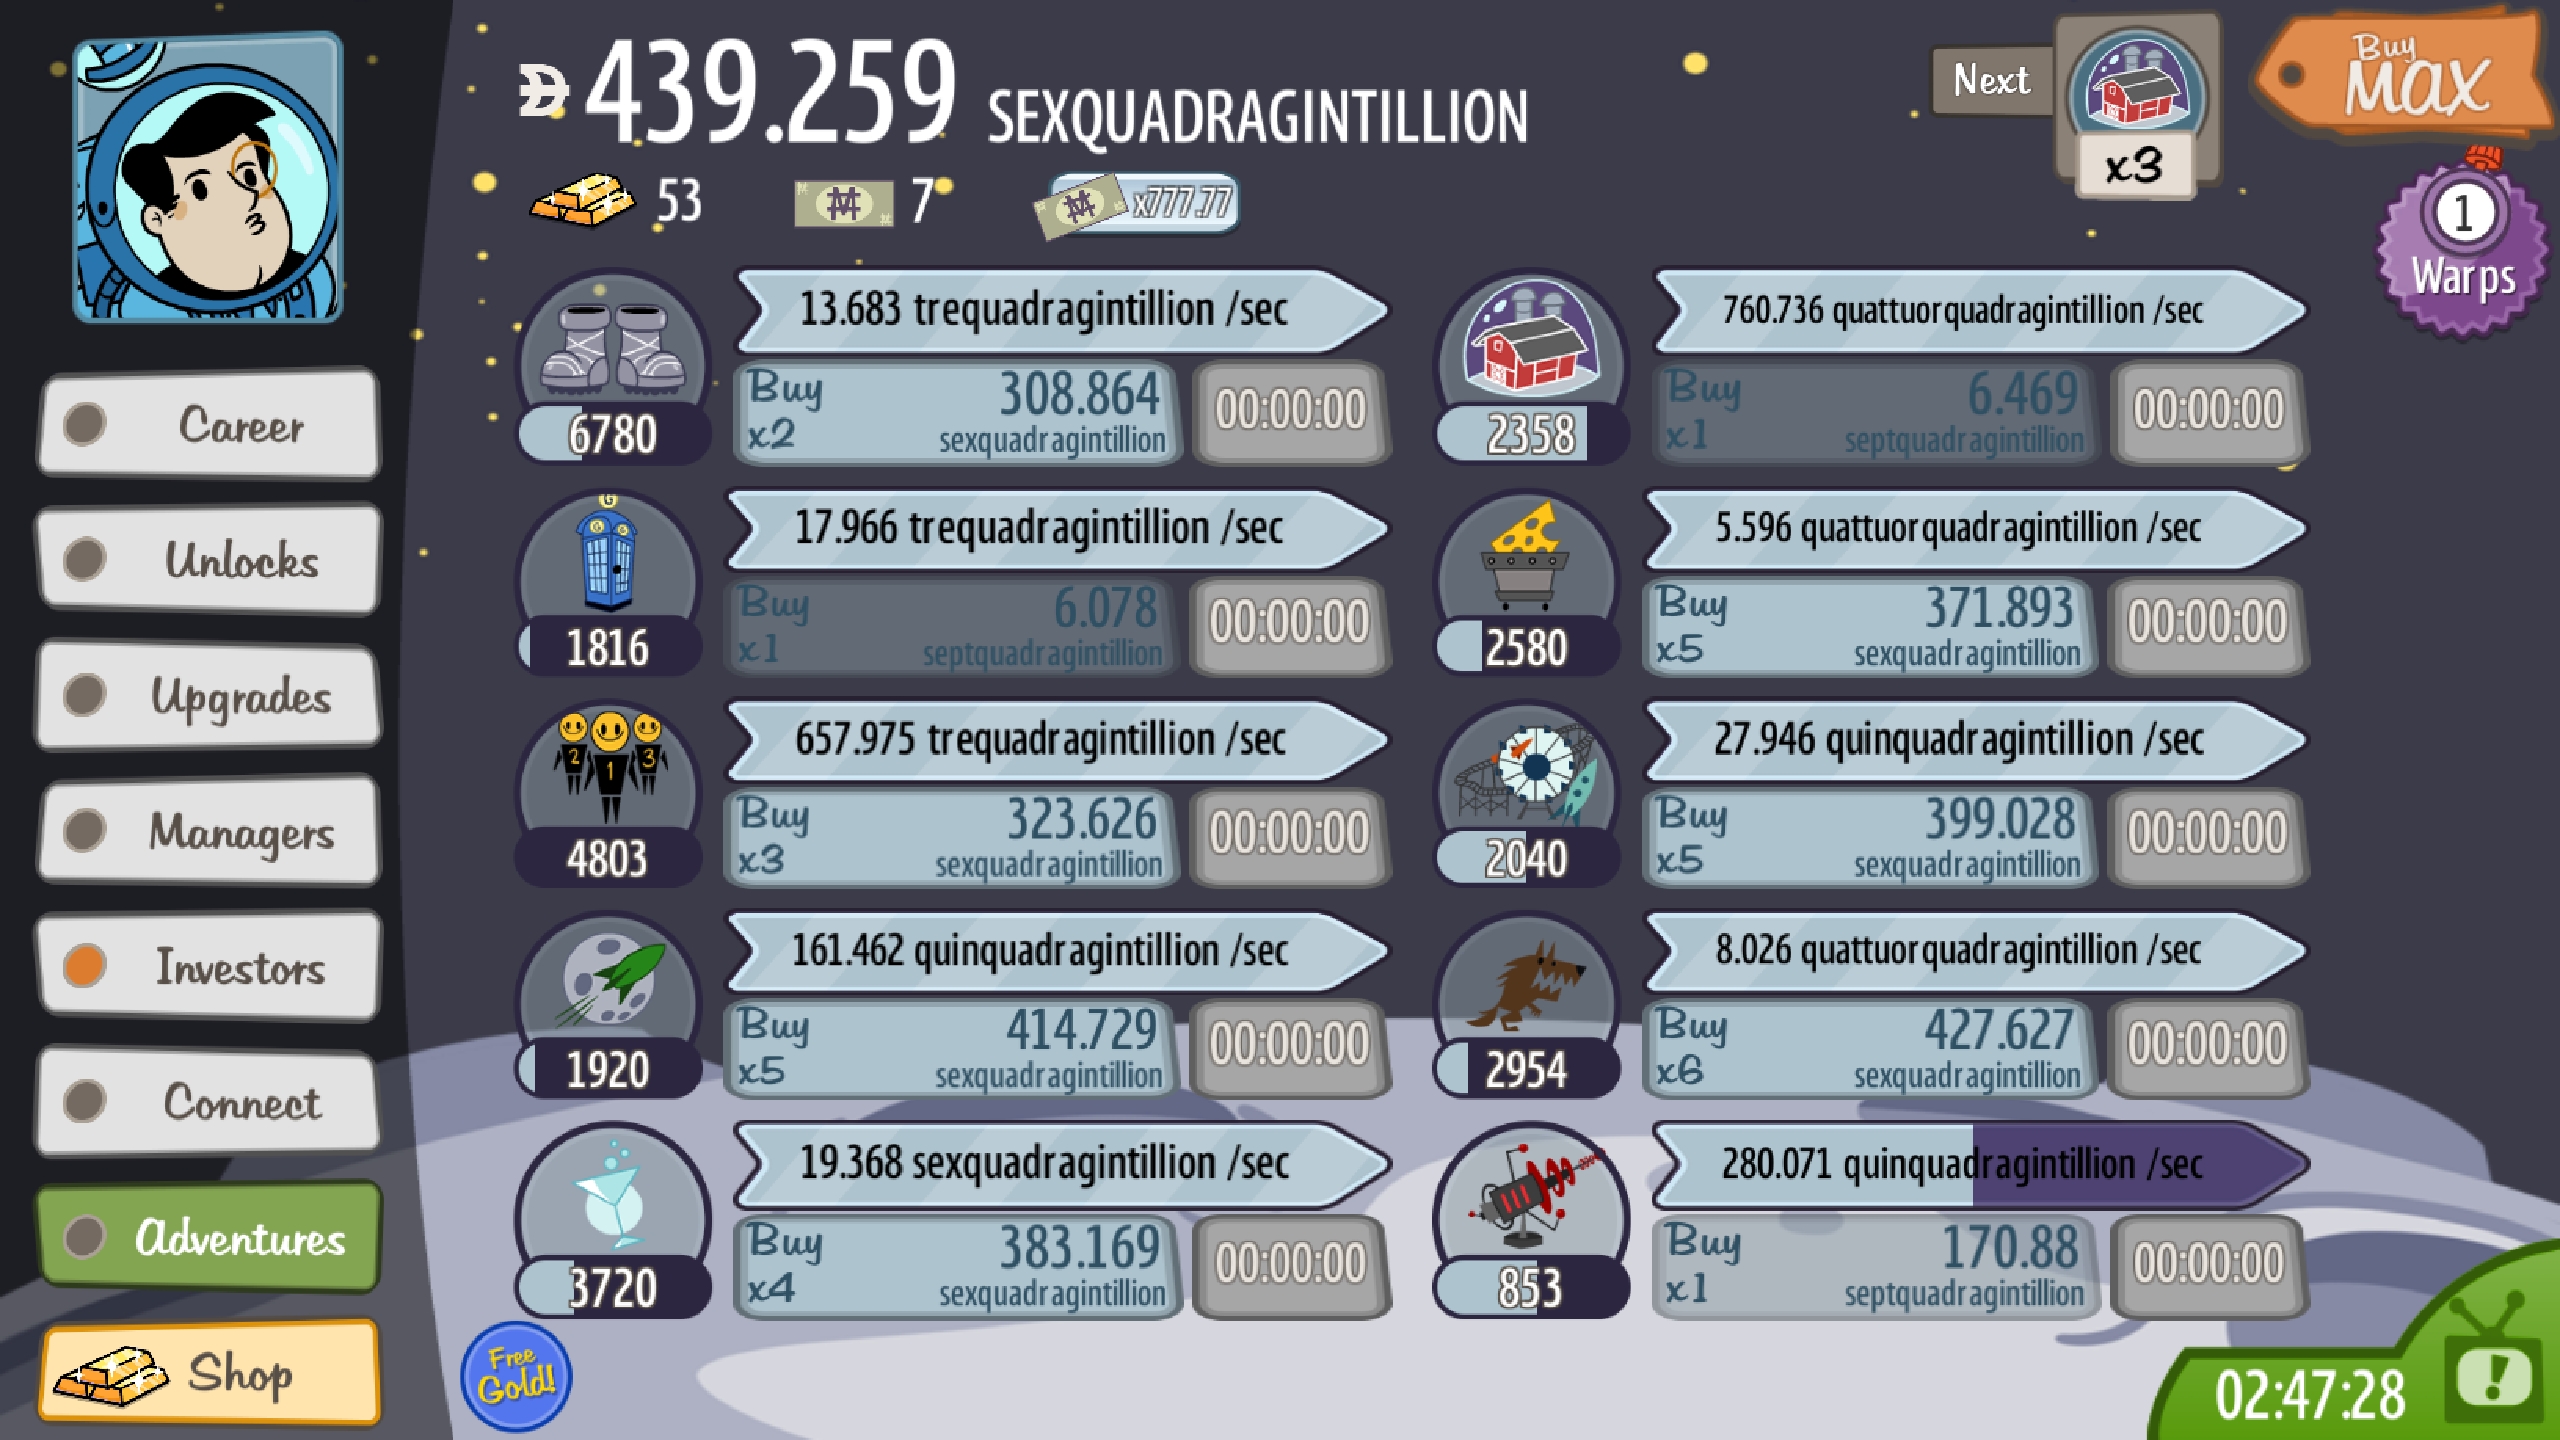 439.259 SEXQUADRAGINTILLION
Next
x3
Buy
MAX
53
7
x777.77
1
Warps
Career
Unlocks
Upgrades
Managers
Investors
Connect
Adventures
Shop
13.683 trequadragintillion /sec
6780
Buy
x2
308.864
sexquadragintillion
00:00:00
G
17.966 trequadragintillion /sec
1816
Buy
x1
6.078
septquadragintillion
00:00:00
2 1 3
657.975 trequadragintillion /sec
4803
Buy
x3
323.626
sexquadragintillion
00:00:00
161.462 quinquadragintillion /sec
1920
Buy
x5
414.729
sexquadragintillion
00:00:00
19.368 sexquadragintillion /sec
3720
Buy
x4
383.169
sexquadragintillion
00:00:00
760.736 quattuorquadragintillion /sec
2358
Buy
x1
6.469
septquadragintillion
00:00:00
5.596 quattuorquadragintillion /sec
2580
Buy
x5
371.893
sexquadragintillion
00:00:00
27.946 quinquadragintillion /sec
2040
Buy
x5
399.028
sexquadragintillion
00:00:00
8.026 quattuorquadragintillion /sec
2954
Buy
x6
427.627
sexquadragintillion
00:00:00
280.071 quinquadragintillion /sec
853
Buy
x1
170.88
septquadragintillion
00:00:00
Free
Gold!
02:47:28
!